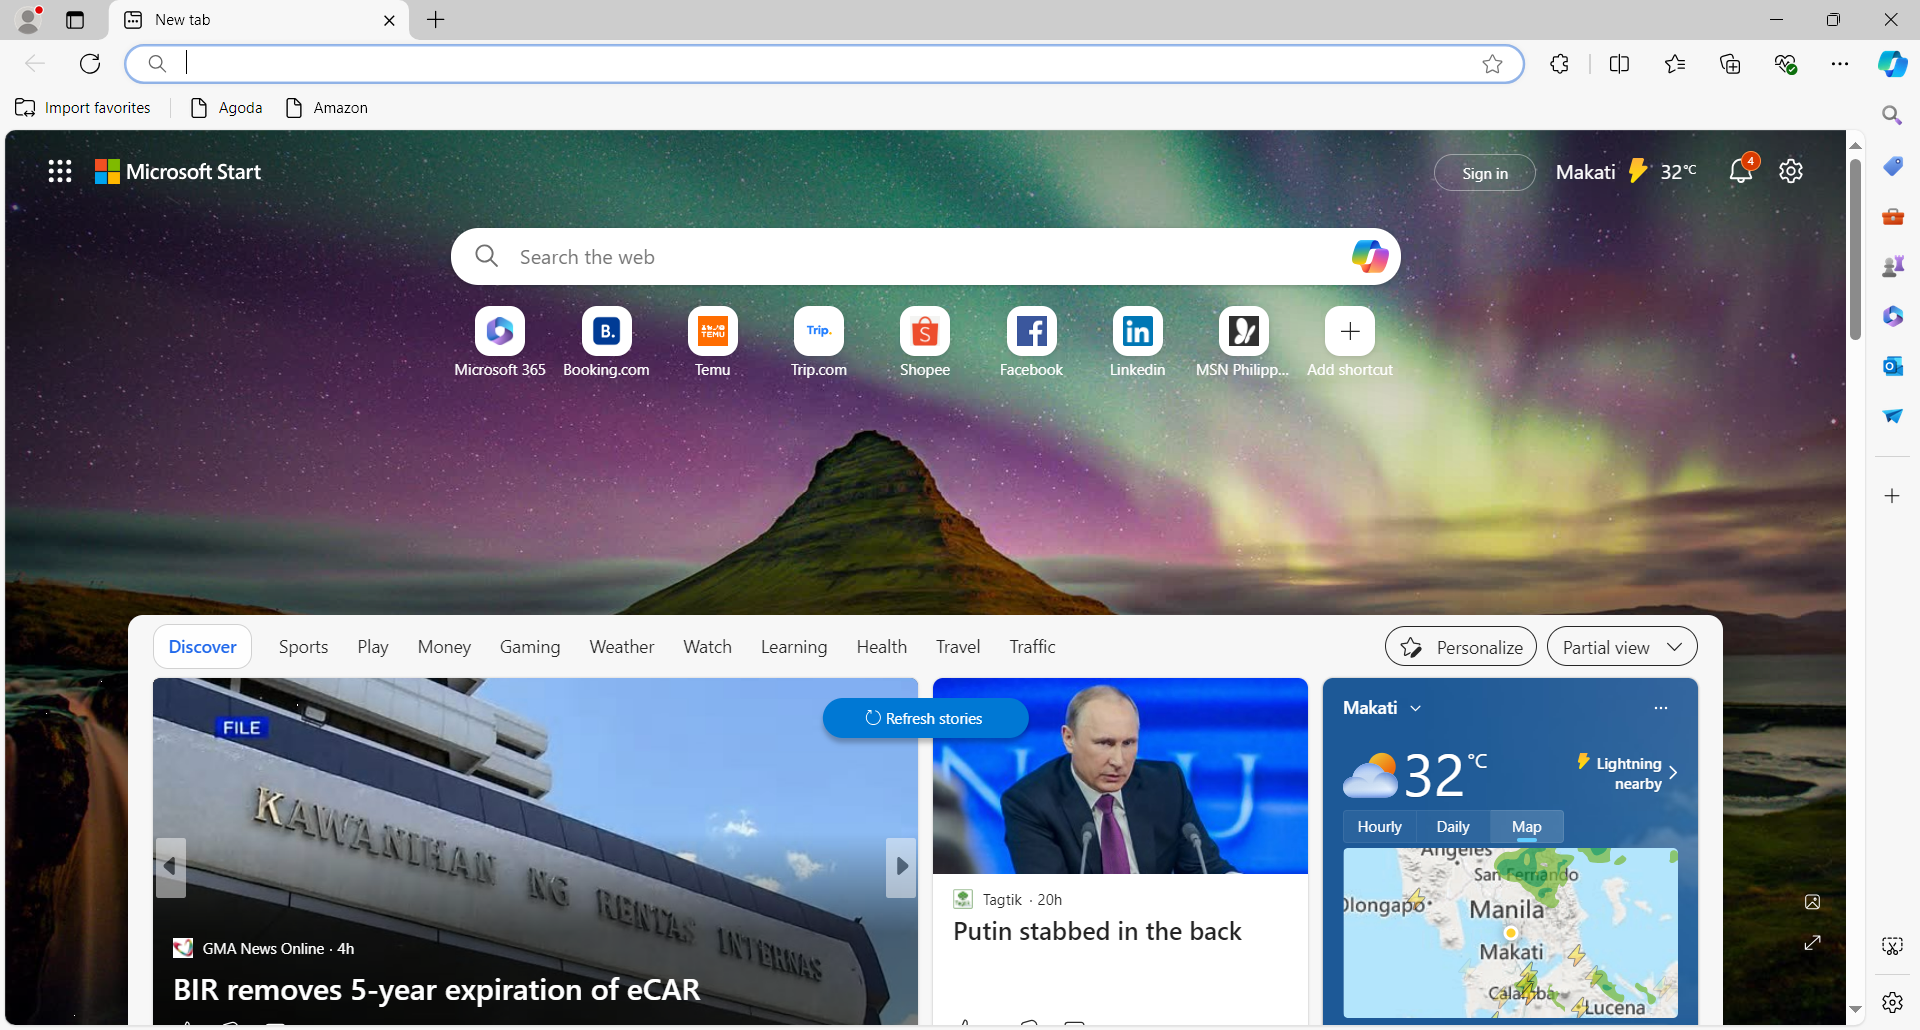 New tab
Import favorites
Agoda
Amazon
Microsoft Start
Sign in
Makati
32°C
4
Search the web
Microsoft 365
B.
Booking.com
TEMU
Temu
Trip.
Trip.com
S
Shopee
f
Facebook
in
Linkedin
MSN Philipp...
Add shortcut
Discover
Sports
Play
Money
Gaming
Weather
Watch
Learning
Health
Travel
Traffic
Personalize
Partial view
Refresh stories
FILE
KAWANIHAN NG RENTAS INTERNAS
GMA News Online · 4h
BIR removes 5-year expiration of eCAR
Tagtik · 20h
Putin stabbed in the back
Makati
32°C
Lightning
nearby
Hourly
Daily
Map
Angeles
San Fernando
Olongapo
Manila
Makati
Calamba
Lucena